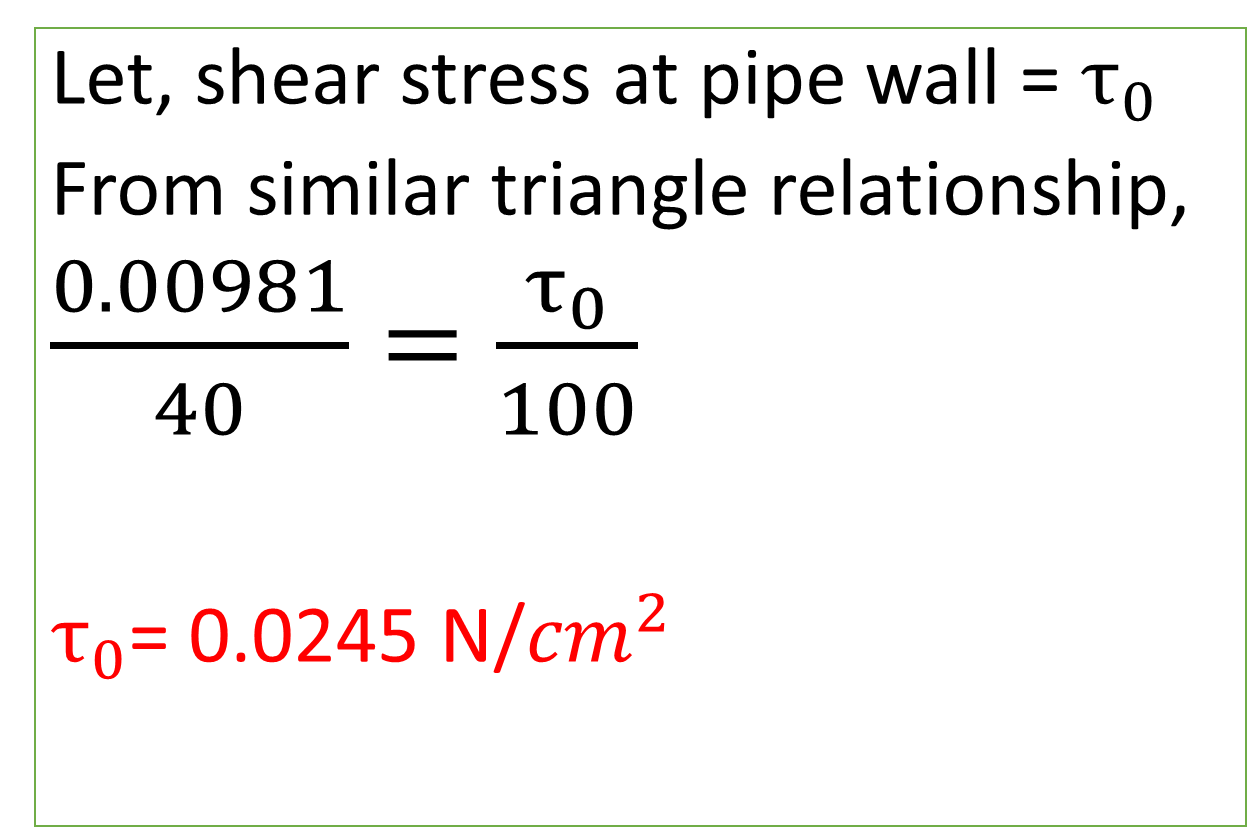 Let, shear stress at pipe wall = τ₀
From similar triangle relationship,
0.00981/40 = τ₀/100
τ₀= 0.0245 N/cm²